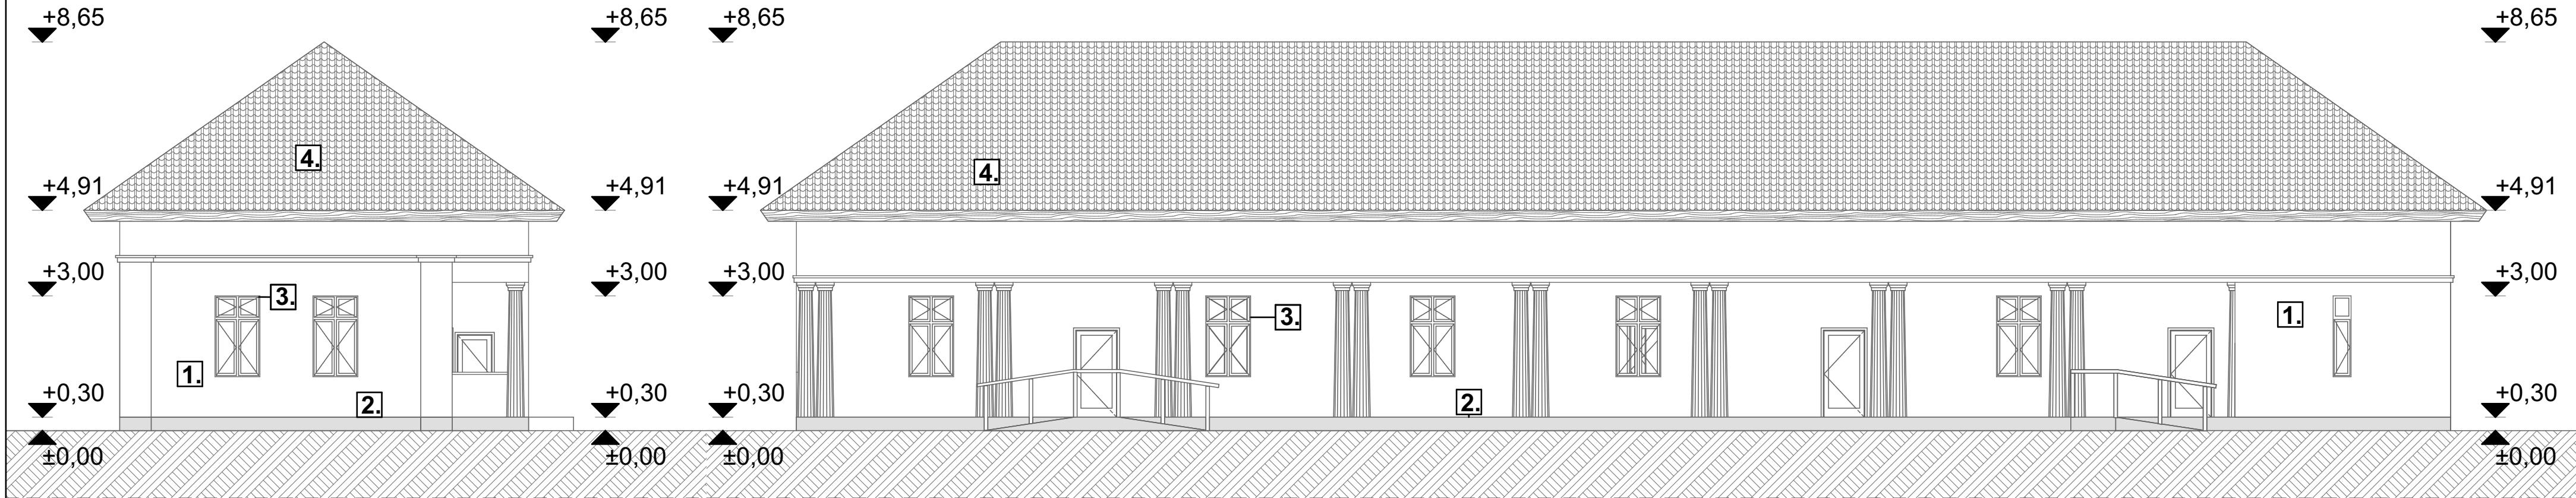 +8,65 +8,65 +8,65 +8,65
4. 4.
+4,91 +4,91 +4,91 +4,91
+3,00 +3,00 +3,00 +3,00
3. 3. 1.
1.
+0,30 2. +0,30 +0,30 2. +0,30
±0,00 ±0,00 ±0,00 ±0,00